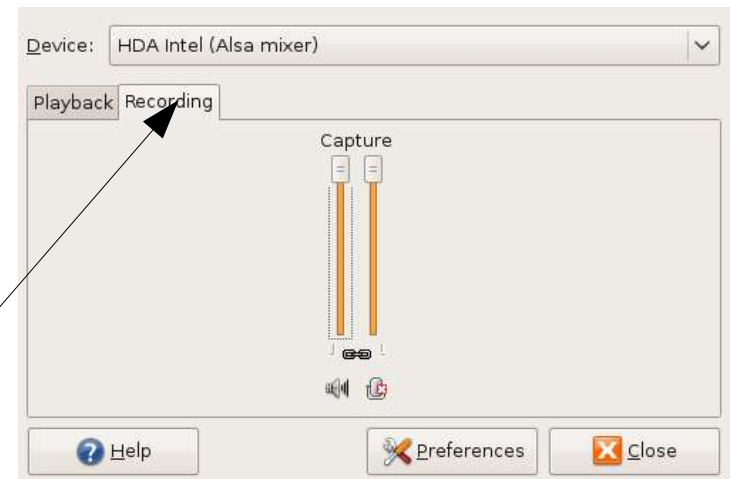 Device: HDA Intel (Alsa mixer)
Playback Recording
Capture
Help Preferences Close